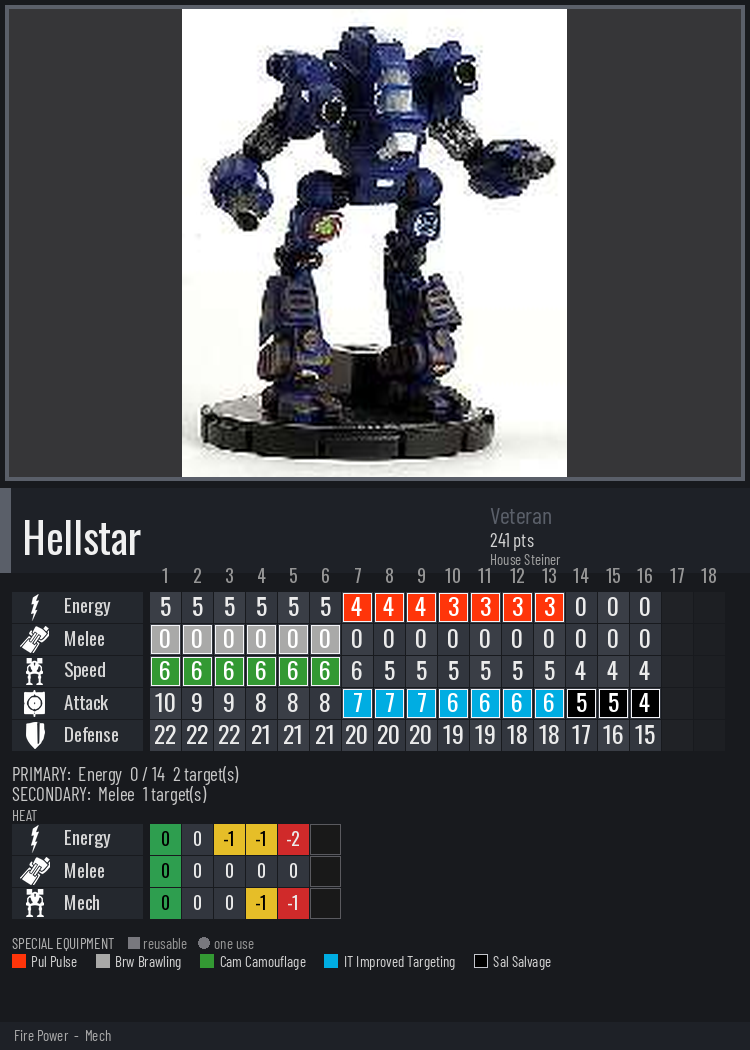 Hellstar
Veteran
241 pts
House Steiner
1 2 3 4 5 6 7 8 9 10 11 12 13 14 15 16 17 18
Energy 5 5 5 5 5 5 4 4 4 3 3 3 3 0 0 0
Melee 0 0 0 0 0 0 0 0 0 0 0 0 0 0 0 0
Speed 6 6 6 6 6 6 6 5 5 5 5 5 5 4 4 4
Attack 10 9 9 8 8 8 7 7 7 6 6 6 6 5 5 4
Defense 22 22 22 21 21 21 20 20 20 19 19 18 18 17 16 15
PRIMARY: Energy 0 / 14 2 target(s)
SECONDARY: Melee 1 target(s)
HEAT
Energy 0 0 -1 -1 -2
Melee 0 0 0 0 0
Mech 0 0 0 -1 -1
SPECIAL EQUIPMENT reusable one use
Pul Pulse Brw Brawling Cam Camouflage IT Improved Targeting Sal Salvage
Fire Power - Mech